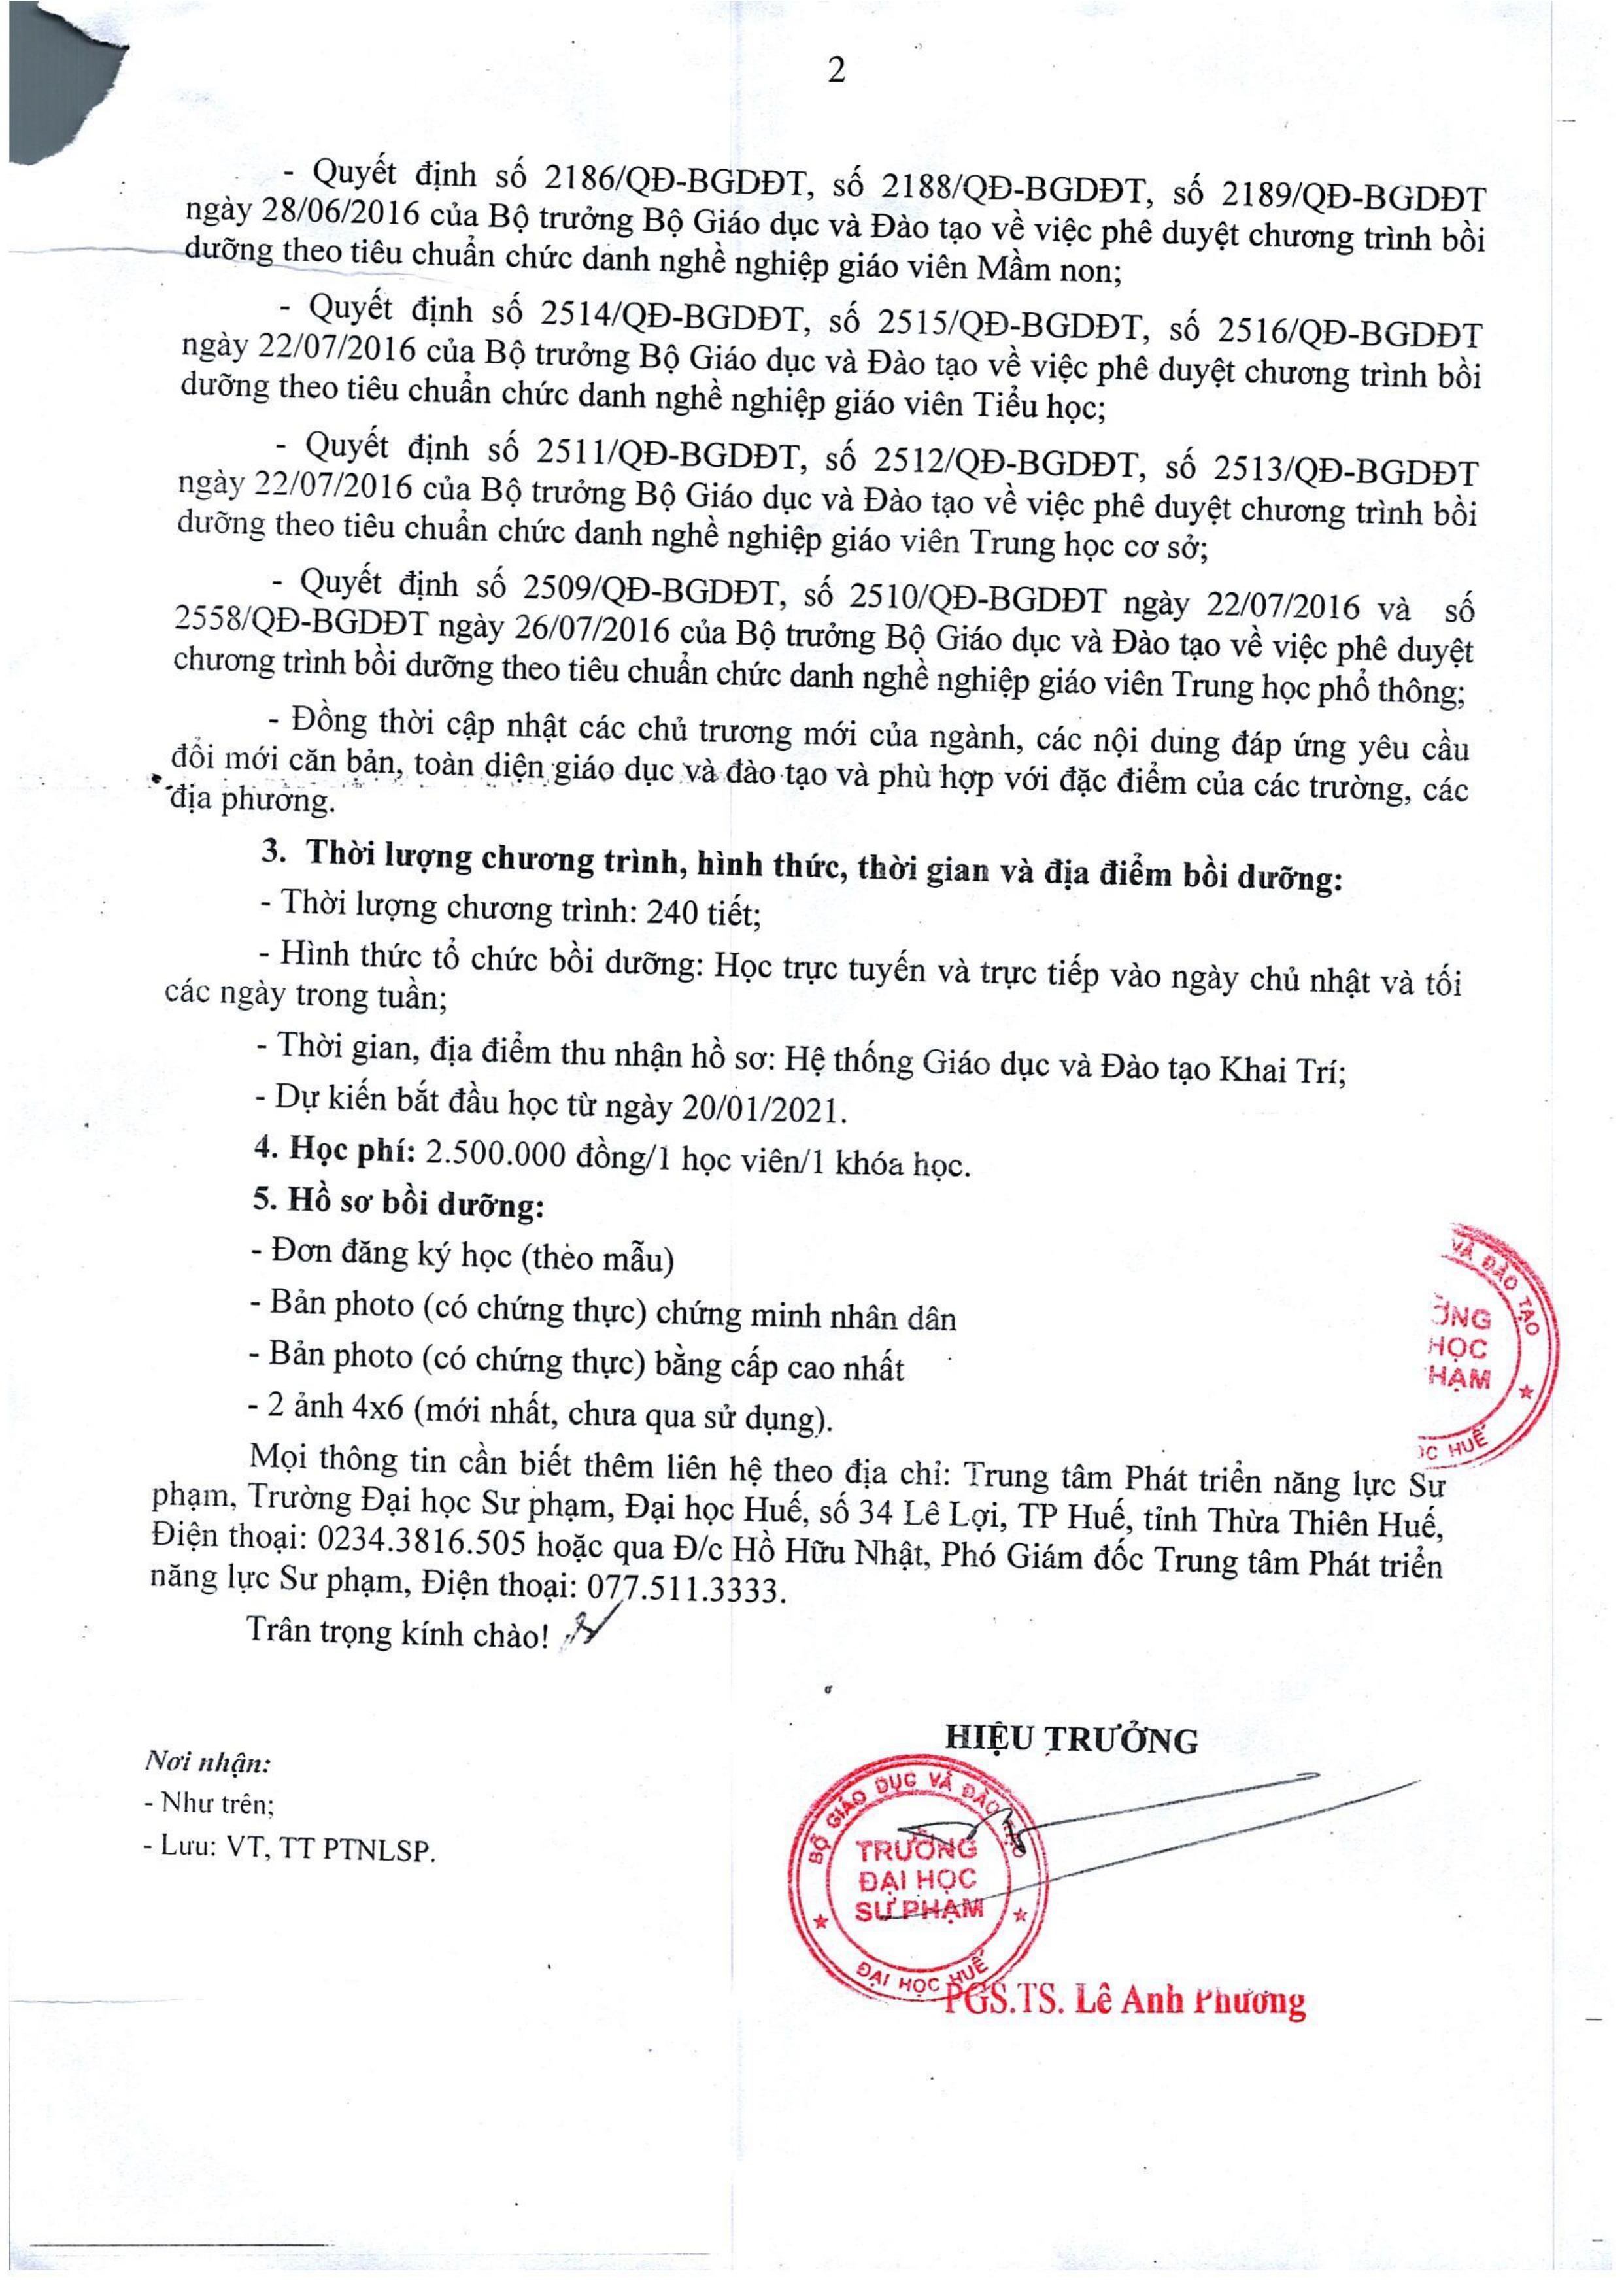 2
- Quyết định số 2186/QĐ-BGDĐT, số 2188/QĐ-BGDĐT, số 2189/QĐ-BGDĐT
ngày 28/06/2016 của Bộ trưởng Bộ Giáo dục và Đào tạo về việc phê duyệt chương trình bồi
dưỡng theo tiêu chuẩn chức danh nghề nghiệp giáo viên Mầm non;
- Quyết định số 2514/QĐ-BGDĐT, số 2515/QĐ-BGDĐT, số 2516/QĐ-BGDĐT
ngày 22/07/2016 của Bộ trưởng Bộ Giáo dục và Đào tạo về việc phê duyệt chương trình bồi
dưỡng theo tiêu chuẩn chức danh nghề nghiệp giáo viên Tiểu học;
- Quyết định số 2511/QĐ-BGDĐT, số 2512/QĐ-BGDĐT, số 2513/QĐ-BGDĐT
ngày 22/07/2016 của Bộ trưởng Bộ Giáo dục và Đào tạo về việc phê duyệt chương trình bồi
dưỡng theo tiêu chuẩn chức danh nghề nghiệp giáo viên Trung học cơ sở;
- Quyết định số 2509/QĐ-BGDĐT, số 2510/QĐ-BGDĐT ngày 22/07/2016 và số
2558/QĐ-BGDĐT ngày 26/07/2016 của Bộ trưởng Bộ Giáo dục và Đào tạo về việc phê duyệt
chương trình bồi dưỡng theo tiêu chuẩn chức danh nghề nghiệp giáo viên Trung học phổ thông;
- Đồng thời cập nhật các chủ trương mới của ngành, các nội dung đáp ứng yêu cầu
đổi mới căn bản, toàn diện giáo dục và đào tạo và phù hợp với đặc điểm của các trường, các
địa phương.
3. Thời lượng chương trình, hình thức, thời gian và địa điểm bồi dưỡng:
- Thời lượng chương trình: 240 tiết;
- Hình thức tổ chức bồi dưỡng: Học trực tuyến và trực tiếp vào ngày chủ nhật và tối
các ngày trong tuần;
- Thời gian, địa điểm thu nhận hồ sơ: Hệ thống Giáo dục và Đào tạo Khai Trí;
- Dự kiến bắt đầu học từ ngày 20/01/2021.
4. Học phí: 2.500.000 đồng/1 học viên/1 khóa học.
5. Hồ sơ bồi dưỡng:
- Đơn đăng ký học (theo mẫu)
- Bản photo (có chứng thực) chứng minh nhân dân
- Bản photo (có chứng thực) bằng cấp cao nhất
- 2 ảnh 4x6 (mới nhất, chưa qua sử dụng).
VÀ ĐÀO TẠO
HỌC
HUẾ
Mọi thông tin cần biết thêm liên hệ theo địa chỉ: Trung tâm Phát triển năng lực Sư
phạm, Trường Đại học Sư phạm, Đại học Huế, số 34 Lê Lợi, TP Huế, tỉnh Thừa Thiên Huế,
Điện thoại: 0234.3816.505 hoặc qua Đ/c Hồ Hữu Nhật, Phó Giám đốc Trung tâm Phát triển
năng lực Sư phạm, Điện thoại: 077.511.3333.
Trân trọng kính chào!
Nơi nhận:
- Như trên;
- Lưu: VT, TT PTNLSP.
HIỆU TRƯỞNG
BỘ GIÁO DỤC VÀ ĐÀO TẠO
TRƯỜNG
ĐẠI HỌC
SƯ PHẠM
ĐẠI HỌC HUẾ
PGS.TS. Lê Anh Phương